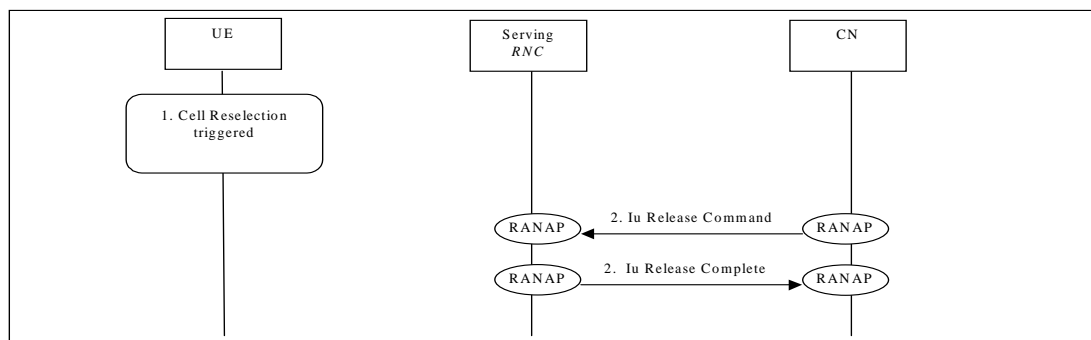 UE
Serving
RNC
CN
1. Cell Reselection
triggered
RANAP
2. Iu Release Command
RANAP
RANAP
2. Iu Release Complete
RANAP